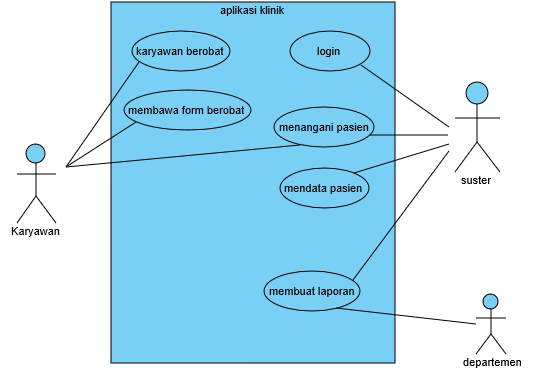 aplikasi klinik
karyawan berobat
login
membawa form berobat
menangani pasien
mendata pasien
membuat laporan
Karyawan
suster
departemen